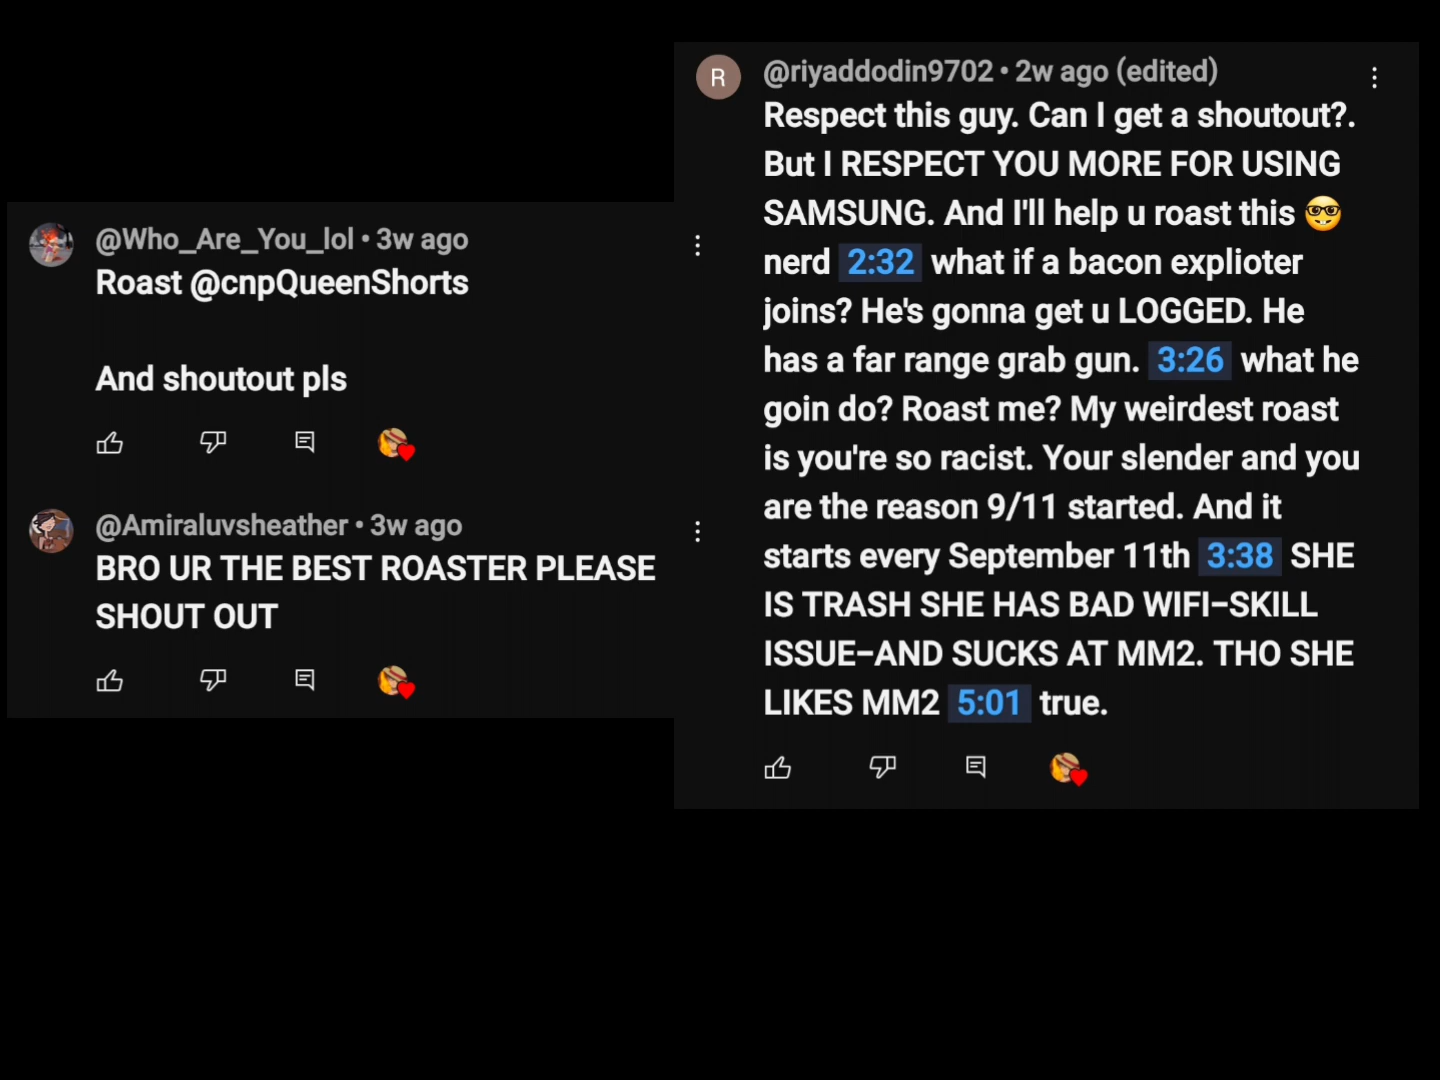 @Who_Are_You_lol • 3w ago
Roast @cnpQueenShorts
And shoutout pls
@Amiraluvsheather • 3w ago
BRO UR THE BEST ROASTER PLEASE
SHOUT OUT
R
@riyaddodin9702 • 2w ago (edited)
Respect this guy. Can I get a shoutout?.
But I RESPECT YOU MORE FOR USING
SAMSUNG. And I'll help u roast this 🤓
nerd 2:32 what if a bacon explioter
joins? He's gonna get u LOGGED. He
has a far range grab gun. 3:26 what he
goin do? Roast me? My weirdest roast
is you're so racist. Your slender and you
are the reason 9/11 started. And it
starts every September 11th 3:38 SHE
IS TRASH SHE HAS BAD WIFI-SKILL
ISSUE-AND SUCKS AT MM2. THO SHE
LIKES MM2 5:01 true.